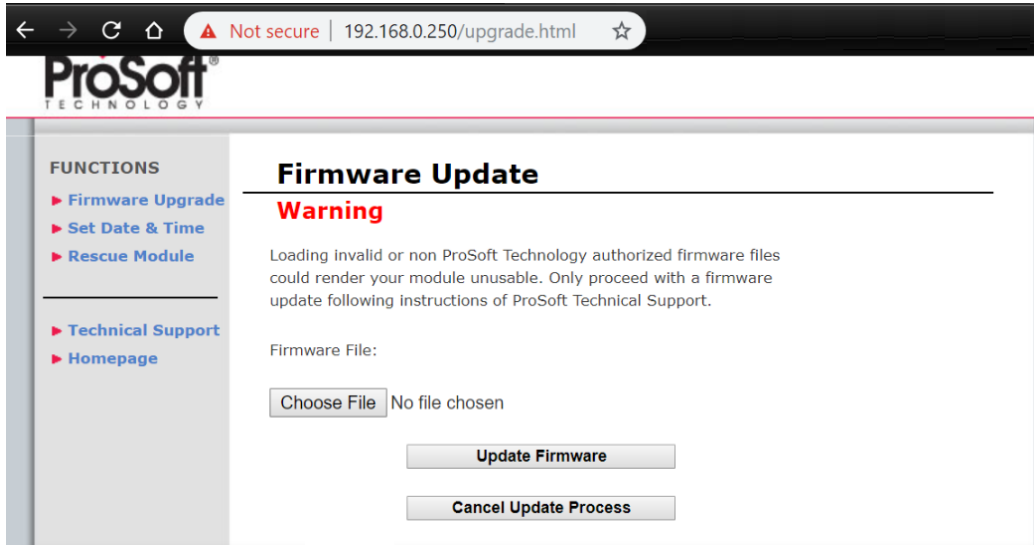 Not secure | 192.168.0.250/upgrade.html
ProSoft®
TECHNOLOGY
FUNCTIONS
Firmware Upgrade
Set Date & Time
Rescue Module
Technical Support
Homepage
Firmware Update
Warning
Loading invalid or non ProSoft Technology authorized firmware files
could render your module unusable. Only proceed with a firmware
update following instructions of ProSoft Technical Support.
Firmware File:
Choose File No file chosen
Update Firmware
Cancel Update Process